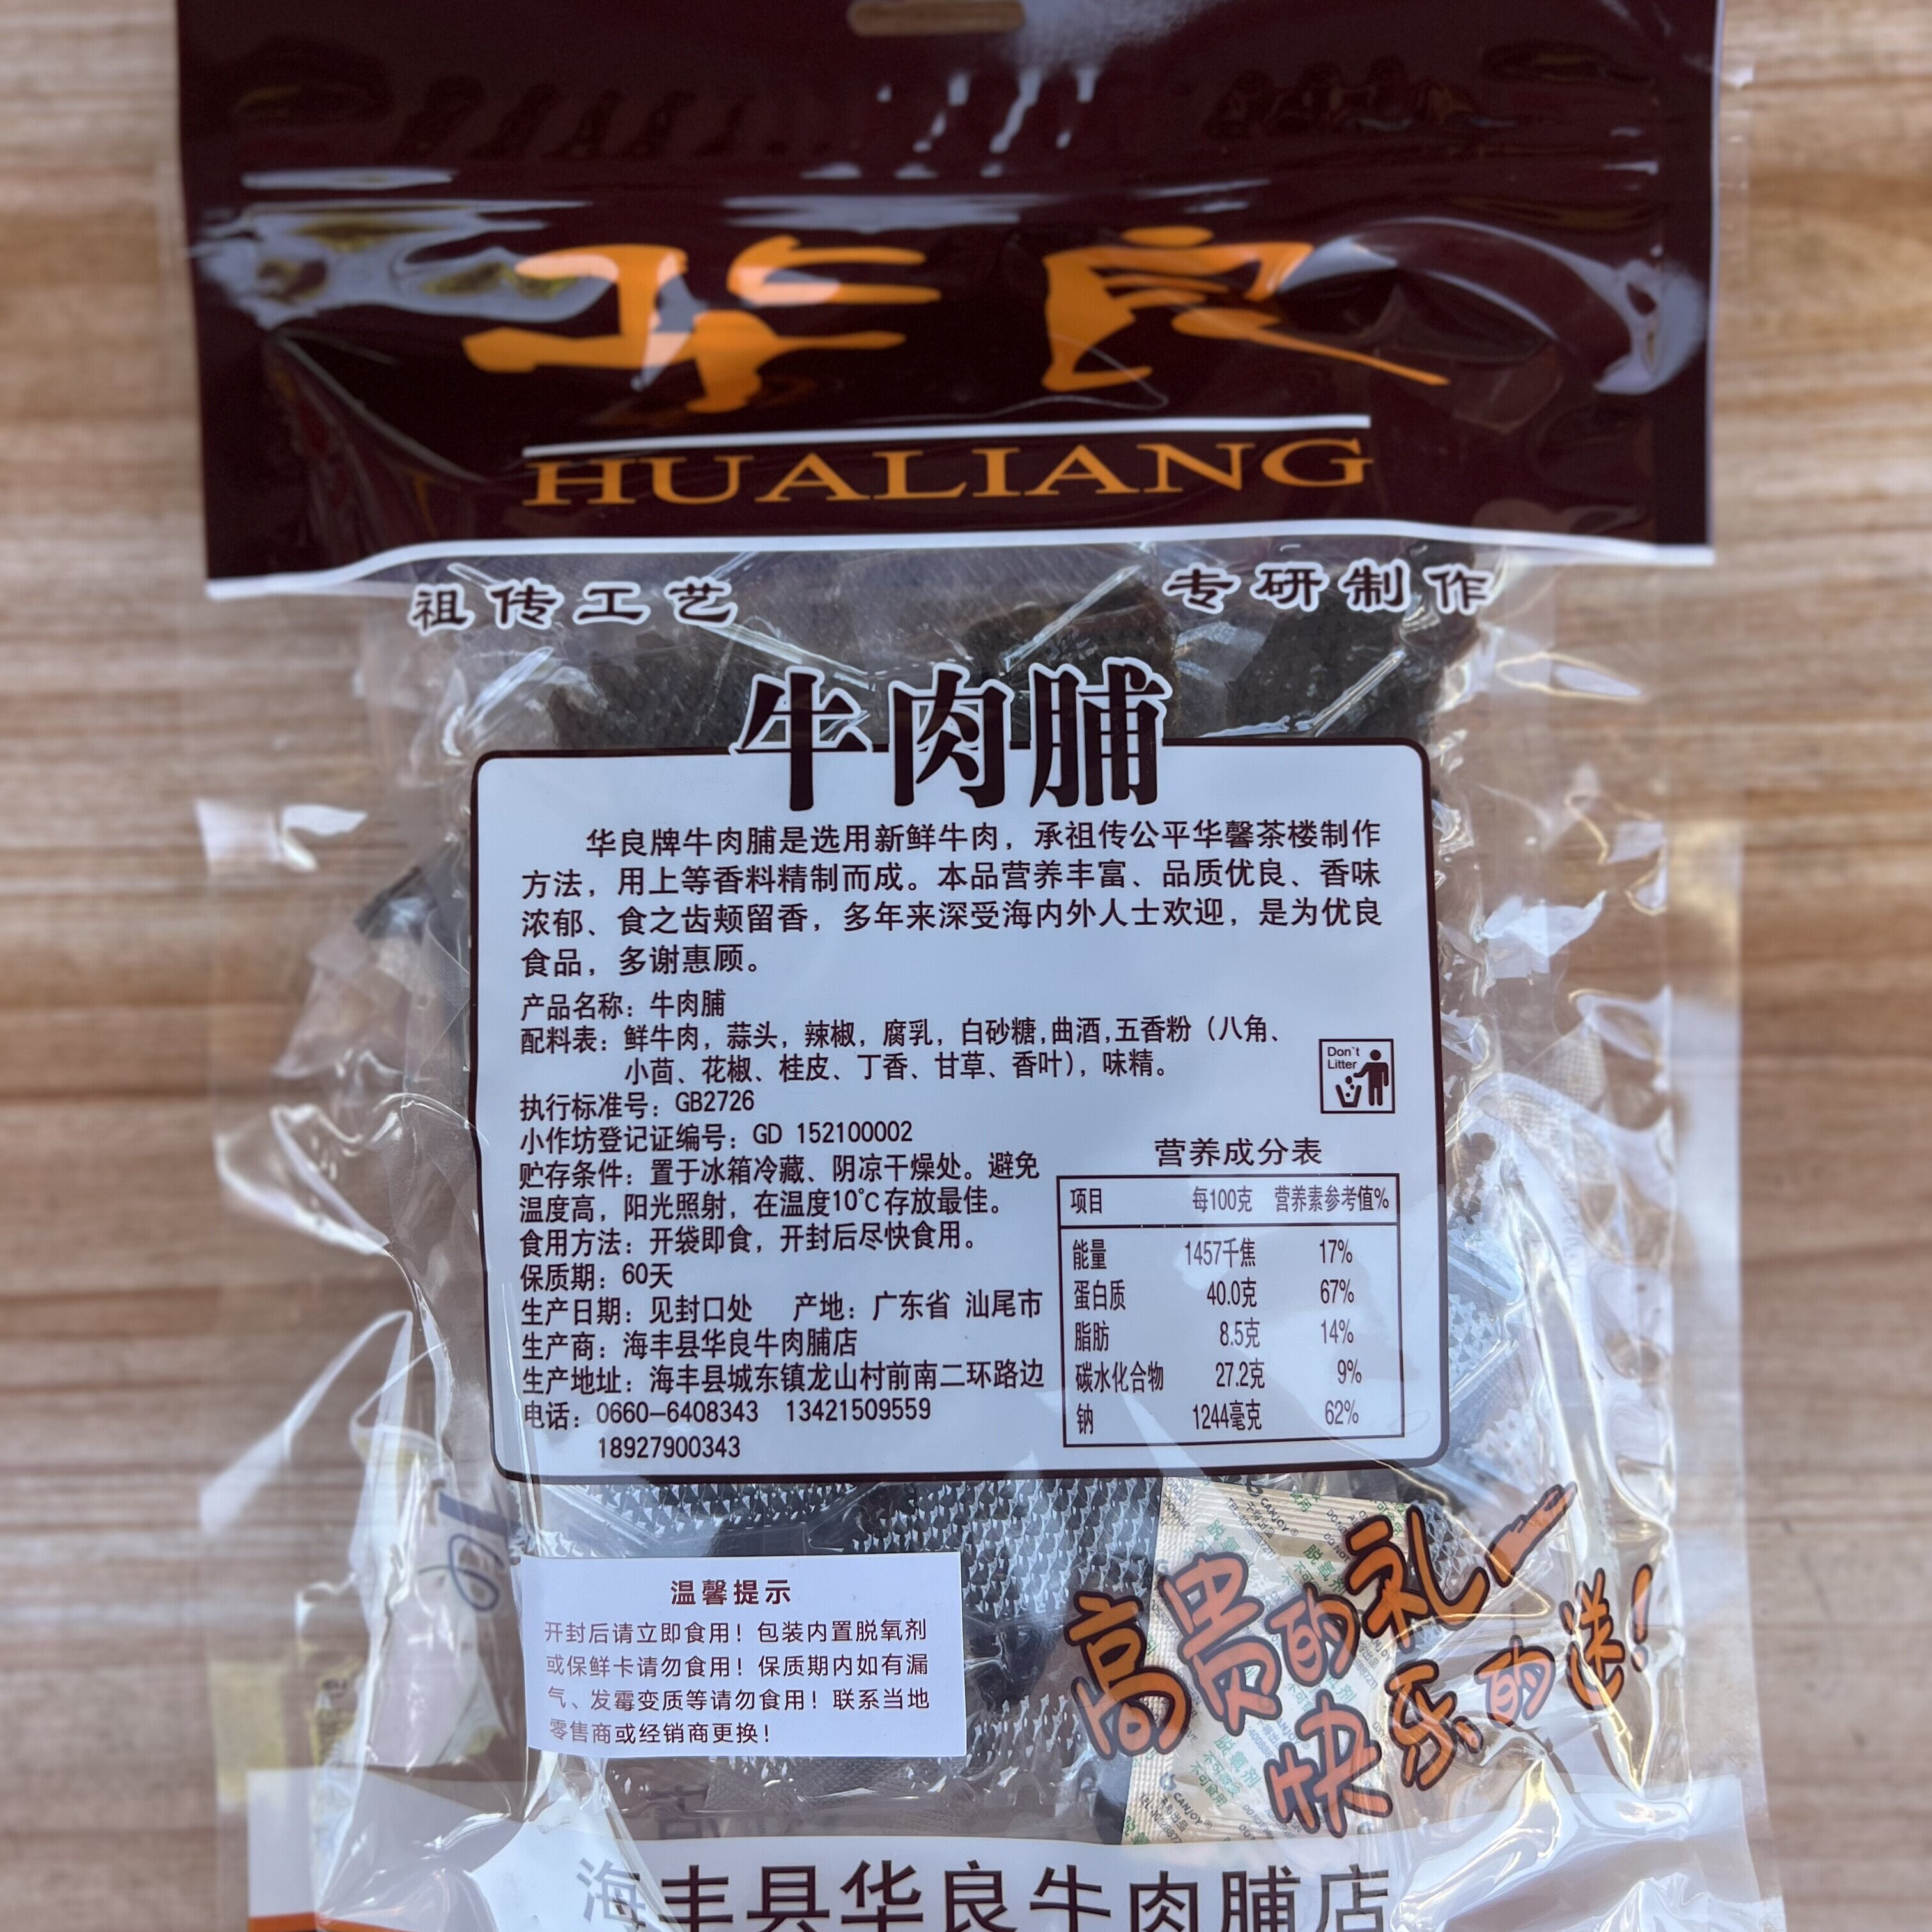 华良
HUALIANG
祖传工艺 专研制作
牛肉脯
华良牌牛肉脯是选用新鲜牛肉，承祖传公平华馨茶楼制作
方法，用上等香料精制而成。本品营养丰富、品质优良、香味
浓郁、食之齿颊留香，多年来深受海内外人士欢迎，是为优良
食品，多谢惠顾。
产品名称：牛肉脯
配料表：鲜牛肉，蒜头，辣椒，腐乳，白砂糖,曲酒,五香粉（八角、
小茴、花椒、桂皮、丁香、甘草、香叶），味精。
Don`t
Litter
执行标准号：GB2726
小作坊登记证编号：GD 152100002
贮存条件：置于冰箱冷藏、阴凉干燥处。避免
温度高，阳光照射，在温度10℃存放最佳。
食用方法：开袋即食，开封后尽快食用。
保质期：60天
生产日期：见封口处 产地：广东省 汕尾市
生产商：海丰县华良牛肉脯店
生产地址：海丰县城东镇龙山村前南二环路边
电话：0660—6408343 13421509559
18927900343
营养成分表
项目 每100克 营养素参考值%
能量 1457千焦 17%
蛋白质 40.0克 67%
脂肪 8.5克 14%
碳水化合物 27.2克 9%
钠 1244毫克 62%
温馨提示
开封后请立即食用！包装内置脱氧剂
或保鲜卡请勿食用！保质期内如有漏
气、发霉变质等请勿食用！联系当地
零售商或经销商更换！
高贵的礼一
快乐的送！
海丰县华良牛肉脯店